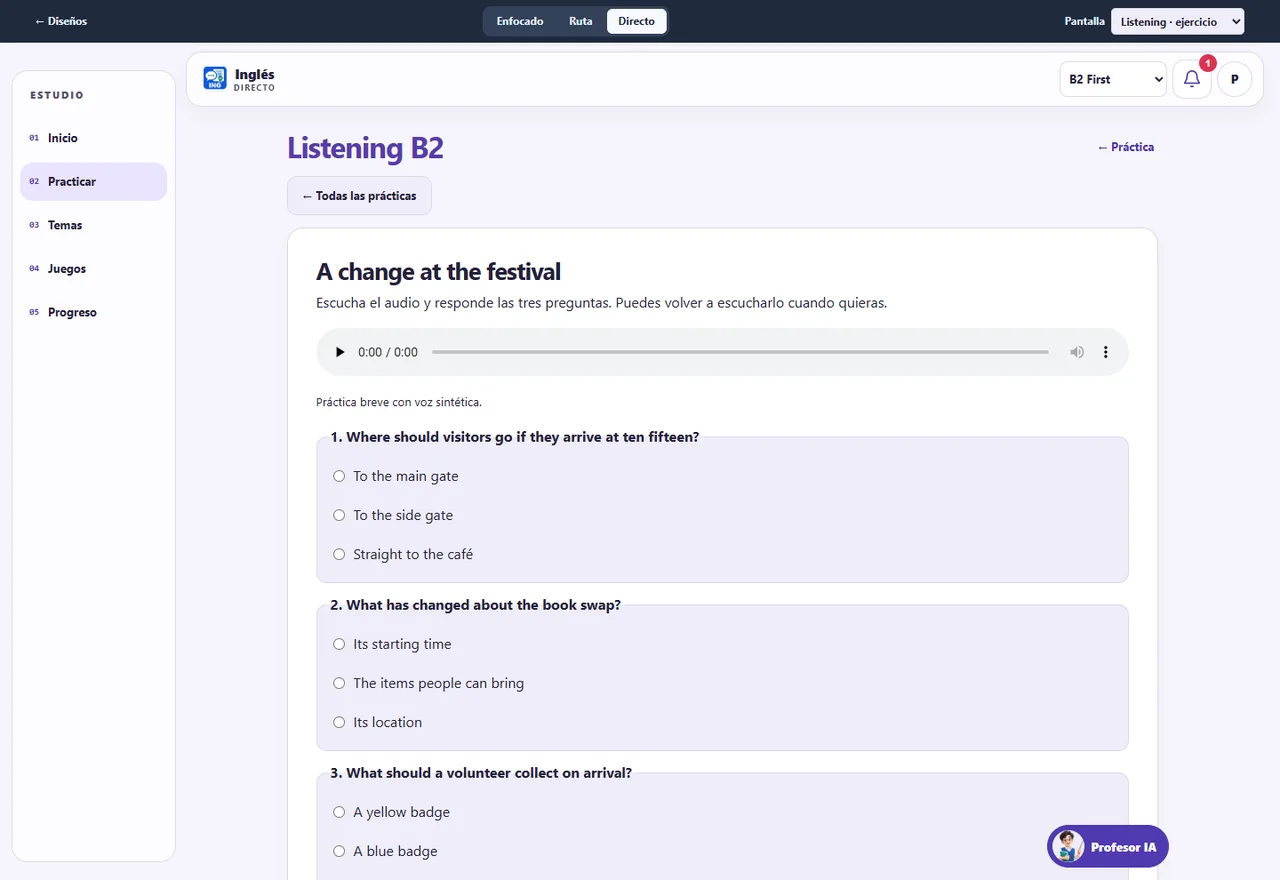 ← Diseños
Enfocado Ruta Directo
Pantalla Listening · ejercicio
ESTUDIO
01 Inicio
02 Practicar
03 Temas
04 Juegos
05 Progreso
ING
Inglés
DIRECTO
B2 First
1
P
Listening B2
← Práctica
← Todas las prácticas
A change at the festival
Escucha el audio y responde las tres preguntas. Puedes volver a escucharlo cuando quieras.
0:00 / 0:00
Práctica breve con voz sintética.
1. Where should visitors go if they arrive at ten fifteen?
To the main gate
To the side gate
Straight to the café
2. What has changed about the book swap?
Its starting time
The items people can bring
Its location
3. What should a volunteer collect on arrival?
A yellow badge
A blue badge
Profesor IA